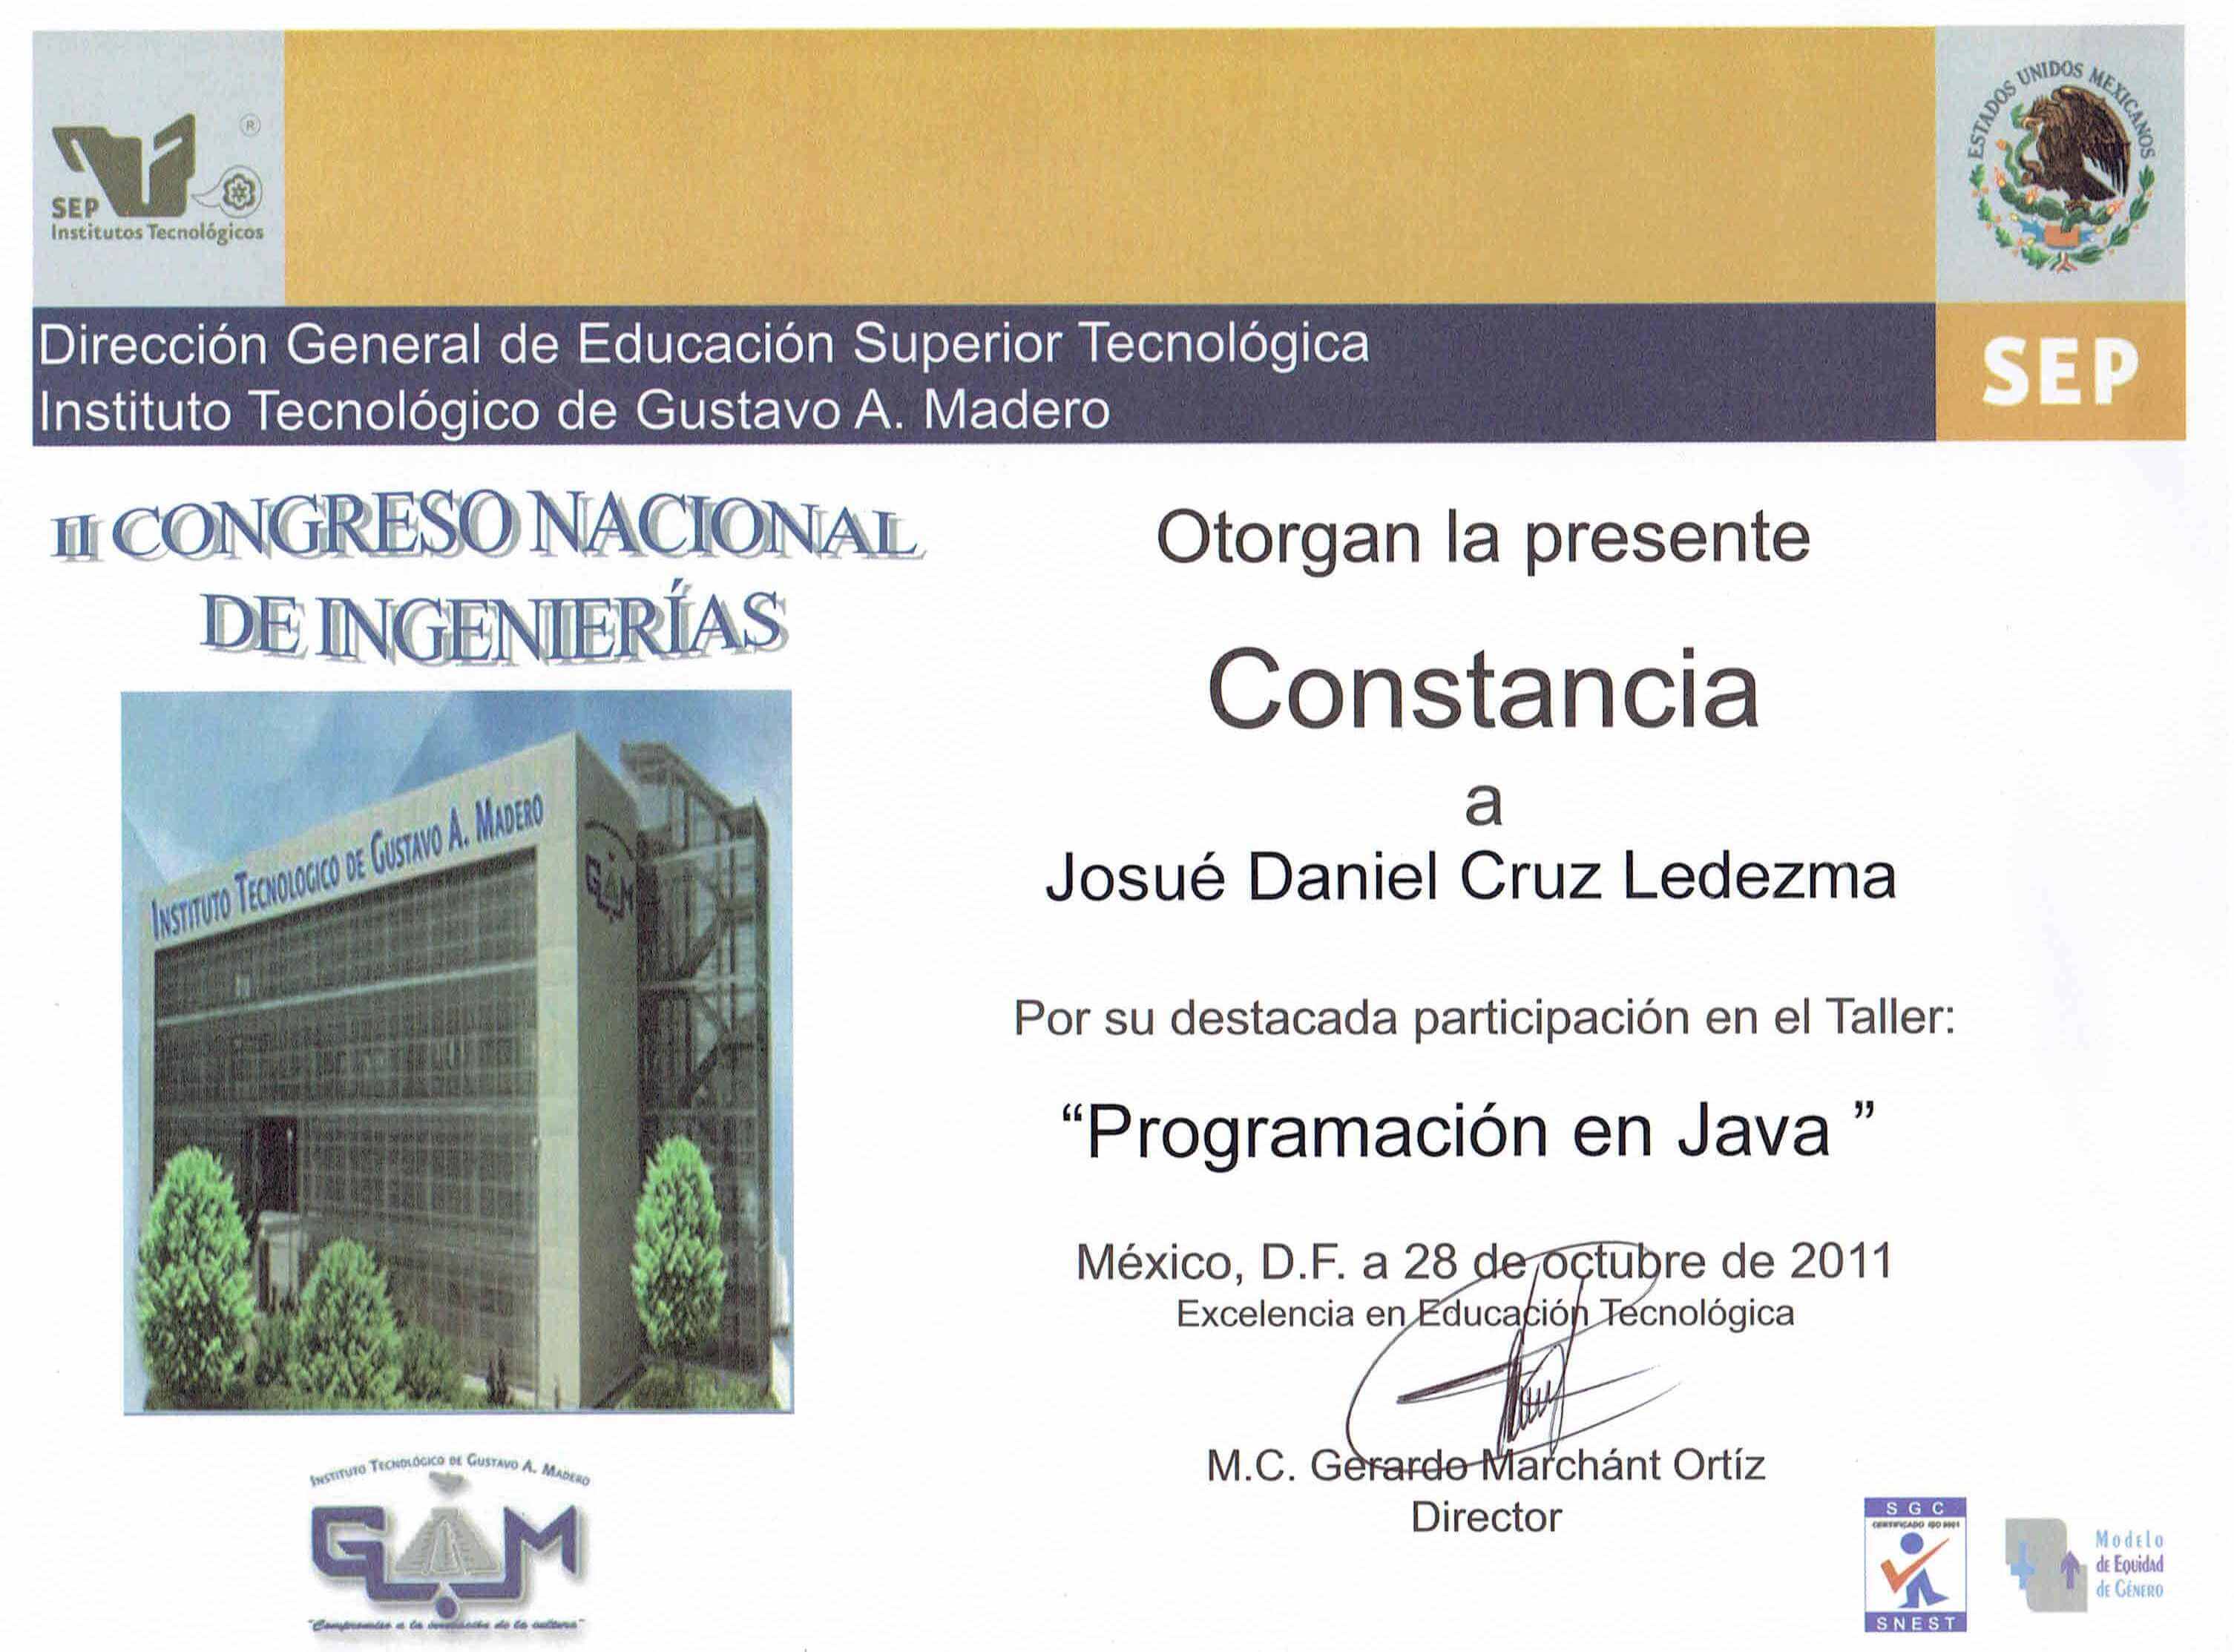 SEP
Institutos Tecnológicos
®
ESTADOS UNIDOS MEXICANOS
SEP
Dirección General de Educación Superior Tecnológica
Instituto Tecnológico de Gustavo A. Madero
II CONGRESO NACIONAL
DE INGENIERÍAS
INSTITUTO TECNOLOGICO DE GUSTAVO A. MADERO
GAM
INSTITUTO TECNOLÓGICO DE GUSTAVO A. MADERO
GAM
Otorgan la presente
Constancia
a
Josué Daniel Cruz Ledezma
Por su destacada participación en el Taller:
“Programación en Java ”
México, D.F. a 28 de octubre de 2011
Excelencia en Educación Tecnológica
M.C. Gerardo Marchánt Ortíz
Director
SGC
CERTIFICADO ISO 9001
SNEST
Modelo
de Equidad
de Género